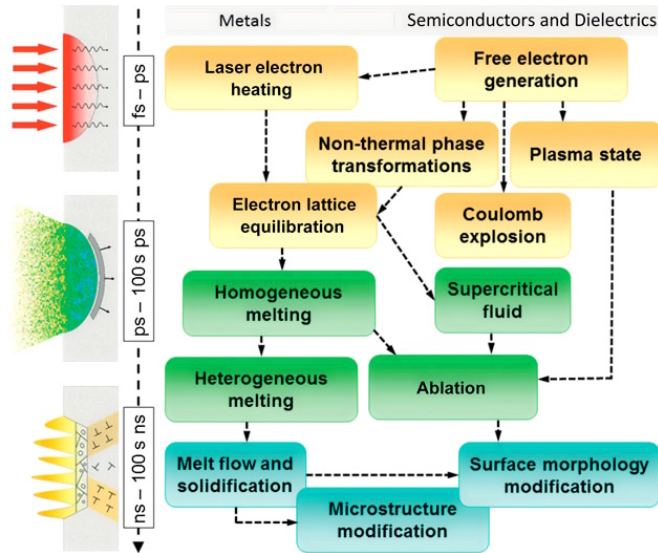 Metals
Semiconductors and Dielectrics
fs – ps
Laser electron
heating
Free electron
generation
Non-thermal phase
transformations
Plasma state
Electron lattice
equilibration
Coulomb
explosion
ps – 100 s ps
Homogeneous
melting
Supercritical
fluid
Heterogeneous
melting
Ablation
ns – 100 s ns
Melt flow and
solidification
Surface morphology
modification
Microstructure
modification